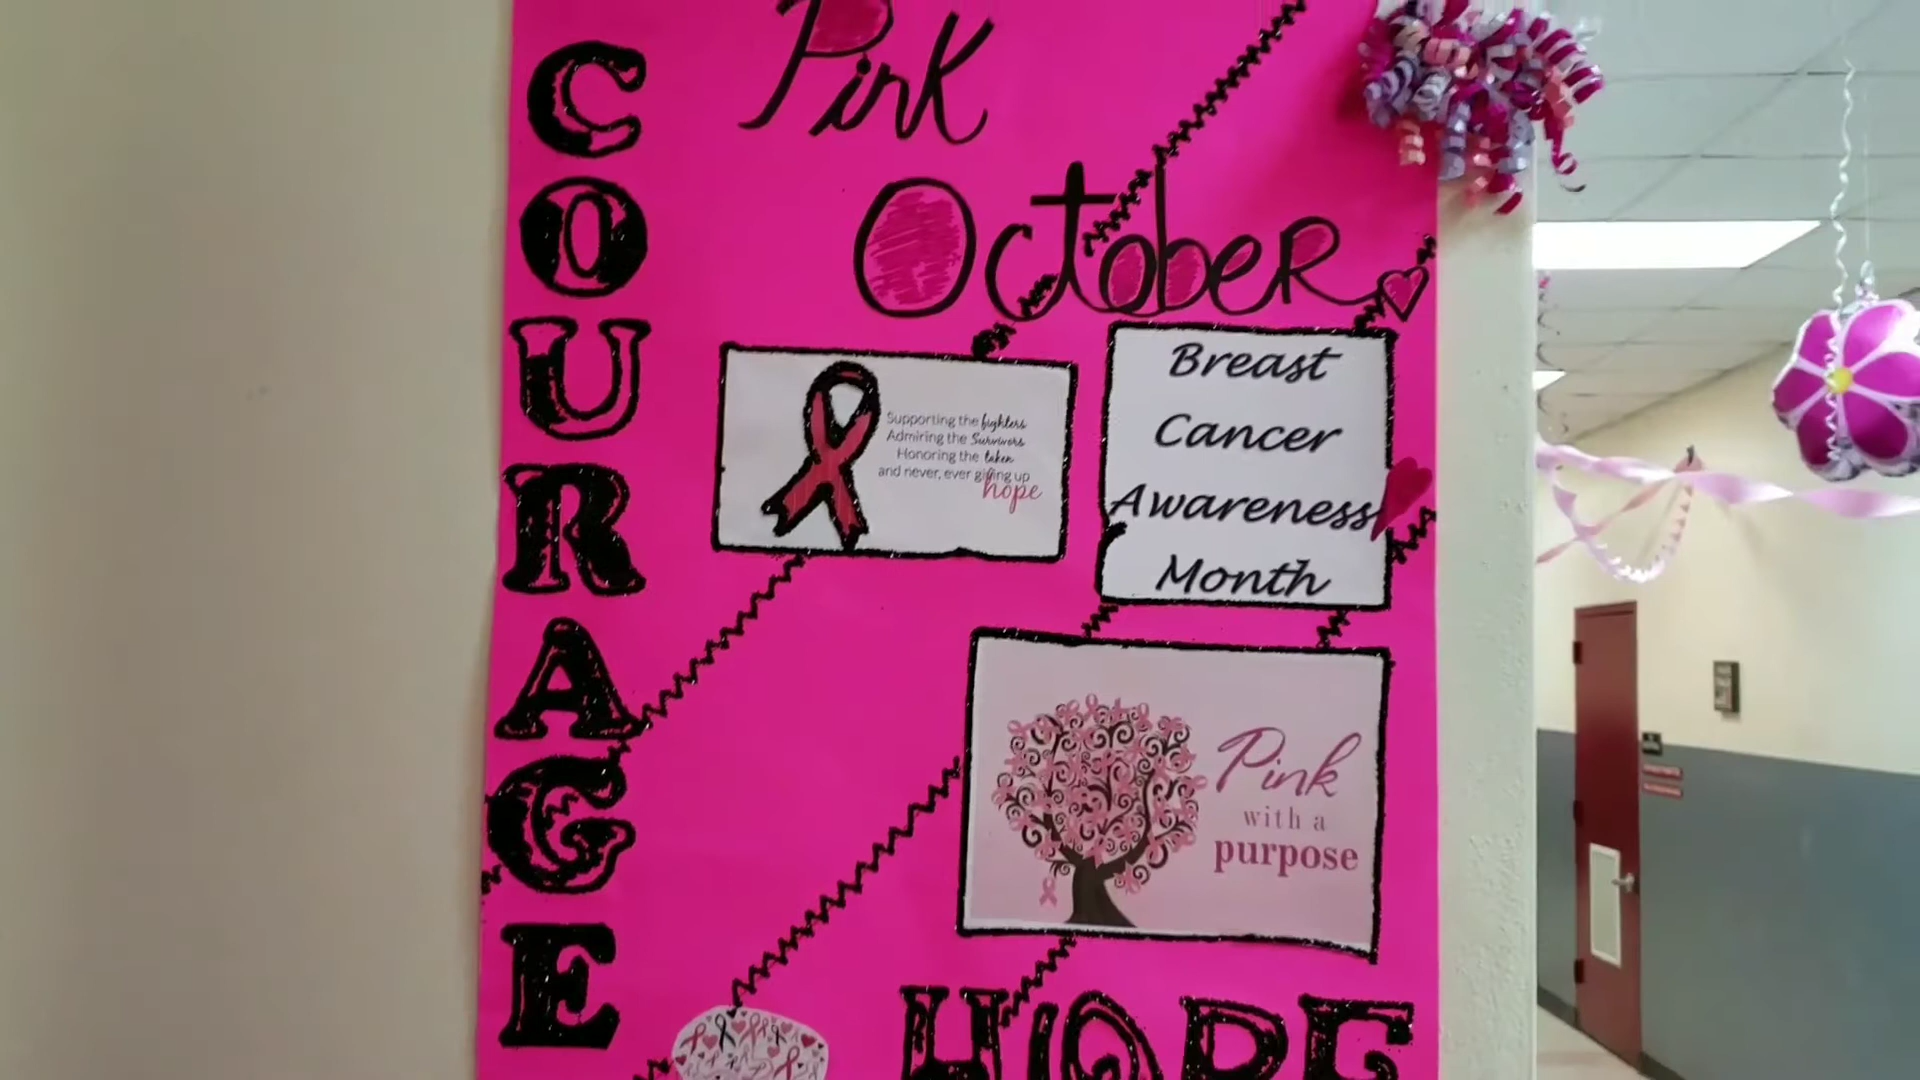 COURAGE
Pink
October
Supporting the fighters
Admiring the Survivors
Honoring the taken
and never, ever giving up
hope
Breast
Cancer
Awareness
Month
Pink
with a
purpose
HOPE